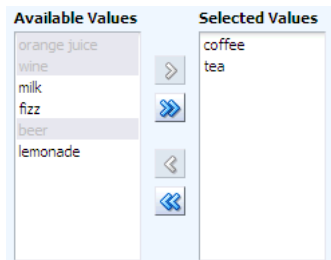 Available Values
Selected Values
orange juice
wine
milk
fizz
beer
lemonade
coffee
tea